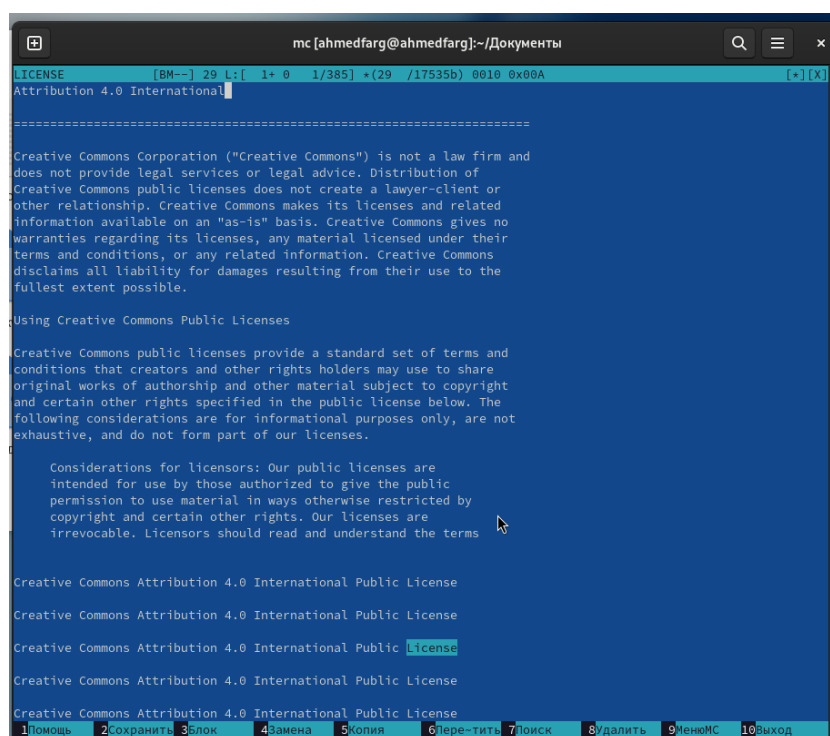 mc [ahmedfarg@ahmedfarg]:~/Документы
LICENSE [BM--] 29 L:[ 1+ 0 1/385] *(29 /17535b) 0010 0x00A [*][X]
Attribution 4.0 International
=======================================================================
Creative Commons Corporation ("Creative Commons") is not a law firm and
does not provide legal services or legal advice. Distribution of
Creative Commons public licenses does not create a lawyer-client or
other relationship. Creative Commons makes its licenses and related
information available on an "as-is" basis. Creative Commons gives no
warranties regarding its licenses, any material licensed under their
terms and conditions, or any related information. Creative Commons
disclaims all liability for damages resulting from their use to the
fullest extent possible.
Using Creative Commons Public Licenses
Creative Commons public licenses provide a standard set of terms and
conditions that creators and other rights holders may use to share
original works of authorship and other material subject to copyright
and certain other rights specified in the public license below. The
following considerations are for informational purposes only, are not
exhaustive, and do not form part of our licenses.
Considerations for licensors: Our public licenses are
intended for use by those authorized to give the public
permission to use material in ways otherwise restricted by
copyright and certain other rights. Our licenses are
irrevocable. Licensors should read and understand the terms
Creative Commons Attribution 4.0 International Public License
Creative Commons Attribution 4.0 International Public License
Creative Commons Attribution 4.0 International Public License
Creative Commons Attribution 4.0 International Public License
Creative Commons Attribution 4.0 International Public License
1Помощь 2Сохранить 3Блок 4Замена 5Копия 6Пере~тить 7Поиск 8Удалить 9МенюMC 10Выход